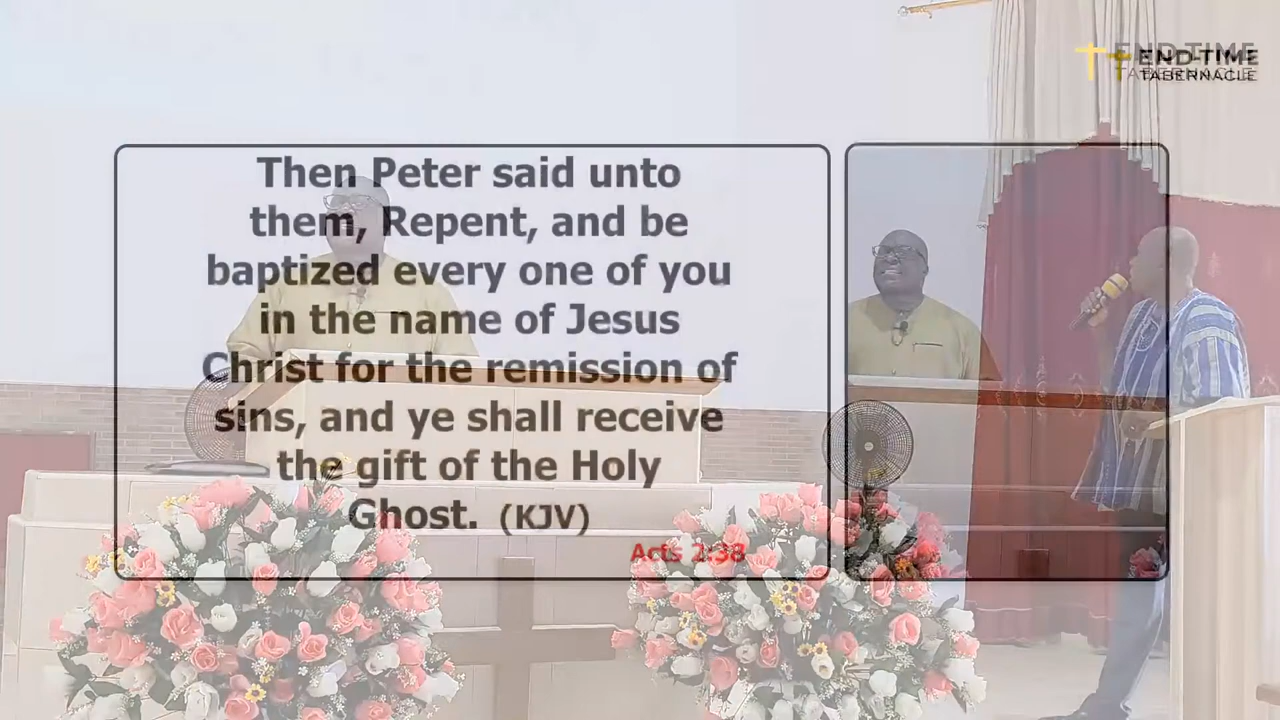 END-TIME
TABERNACLE
Then Peter said unto
them, Repent, and be
baptized every one of you
in the name of Jesus
Christ for the remission of
sins, and ye shall receive
the gift of the Holy
Ghost. (KJV)
Acts 2:38